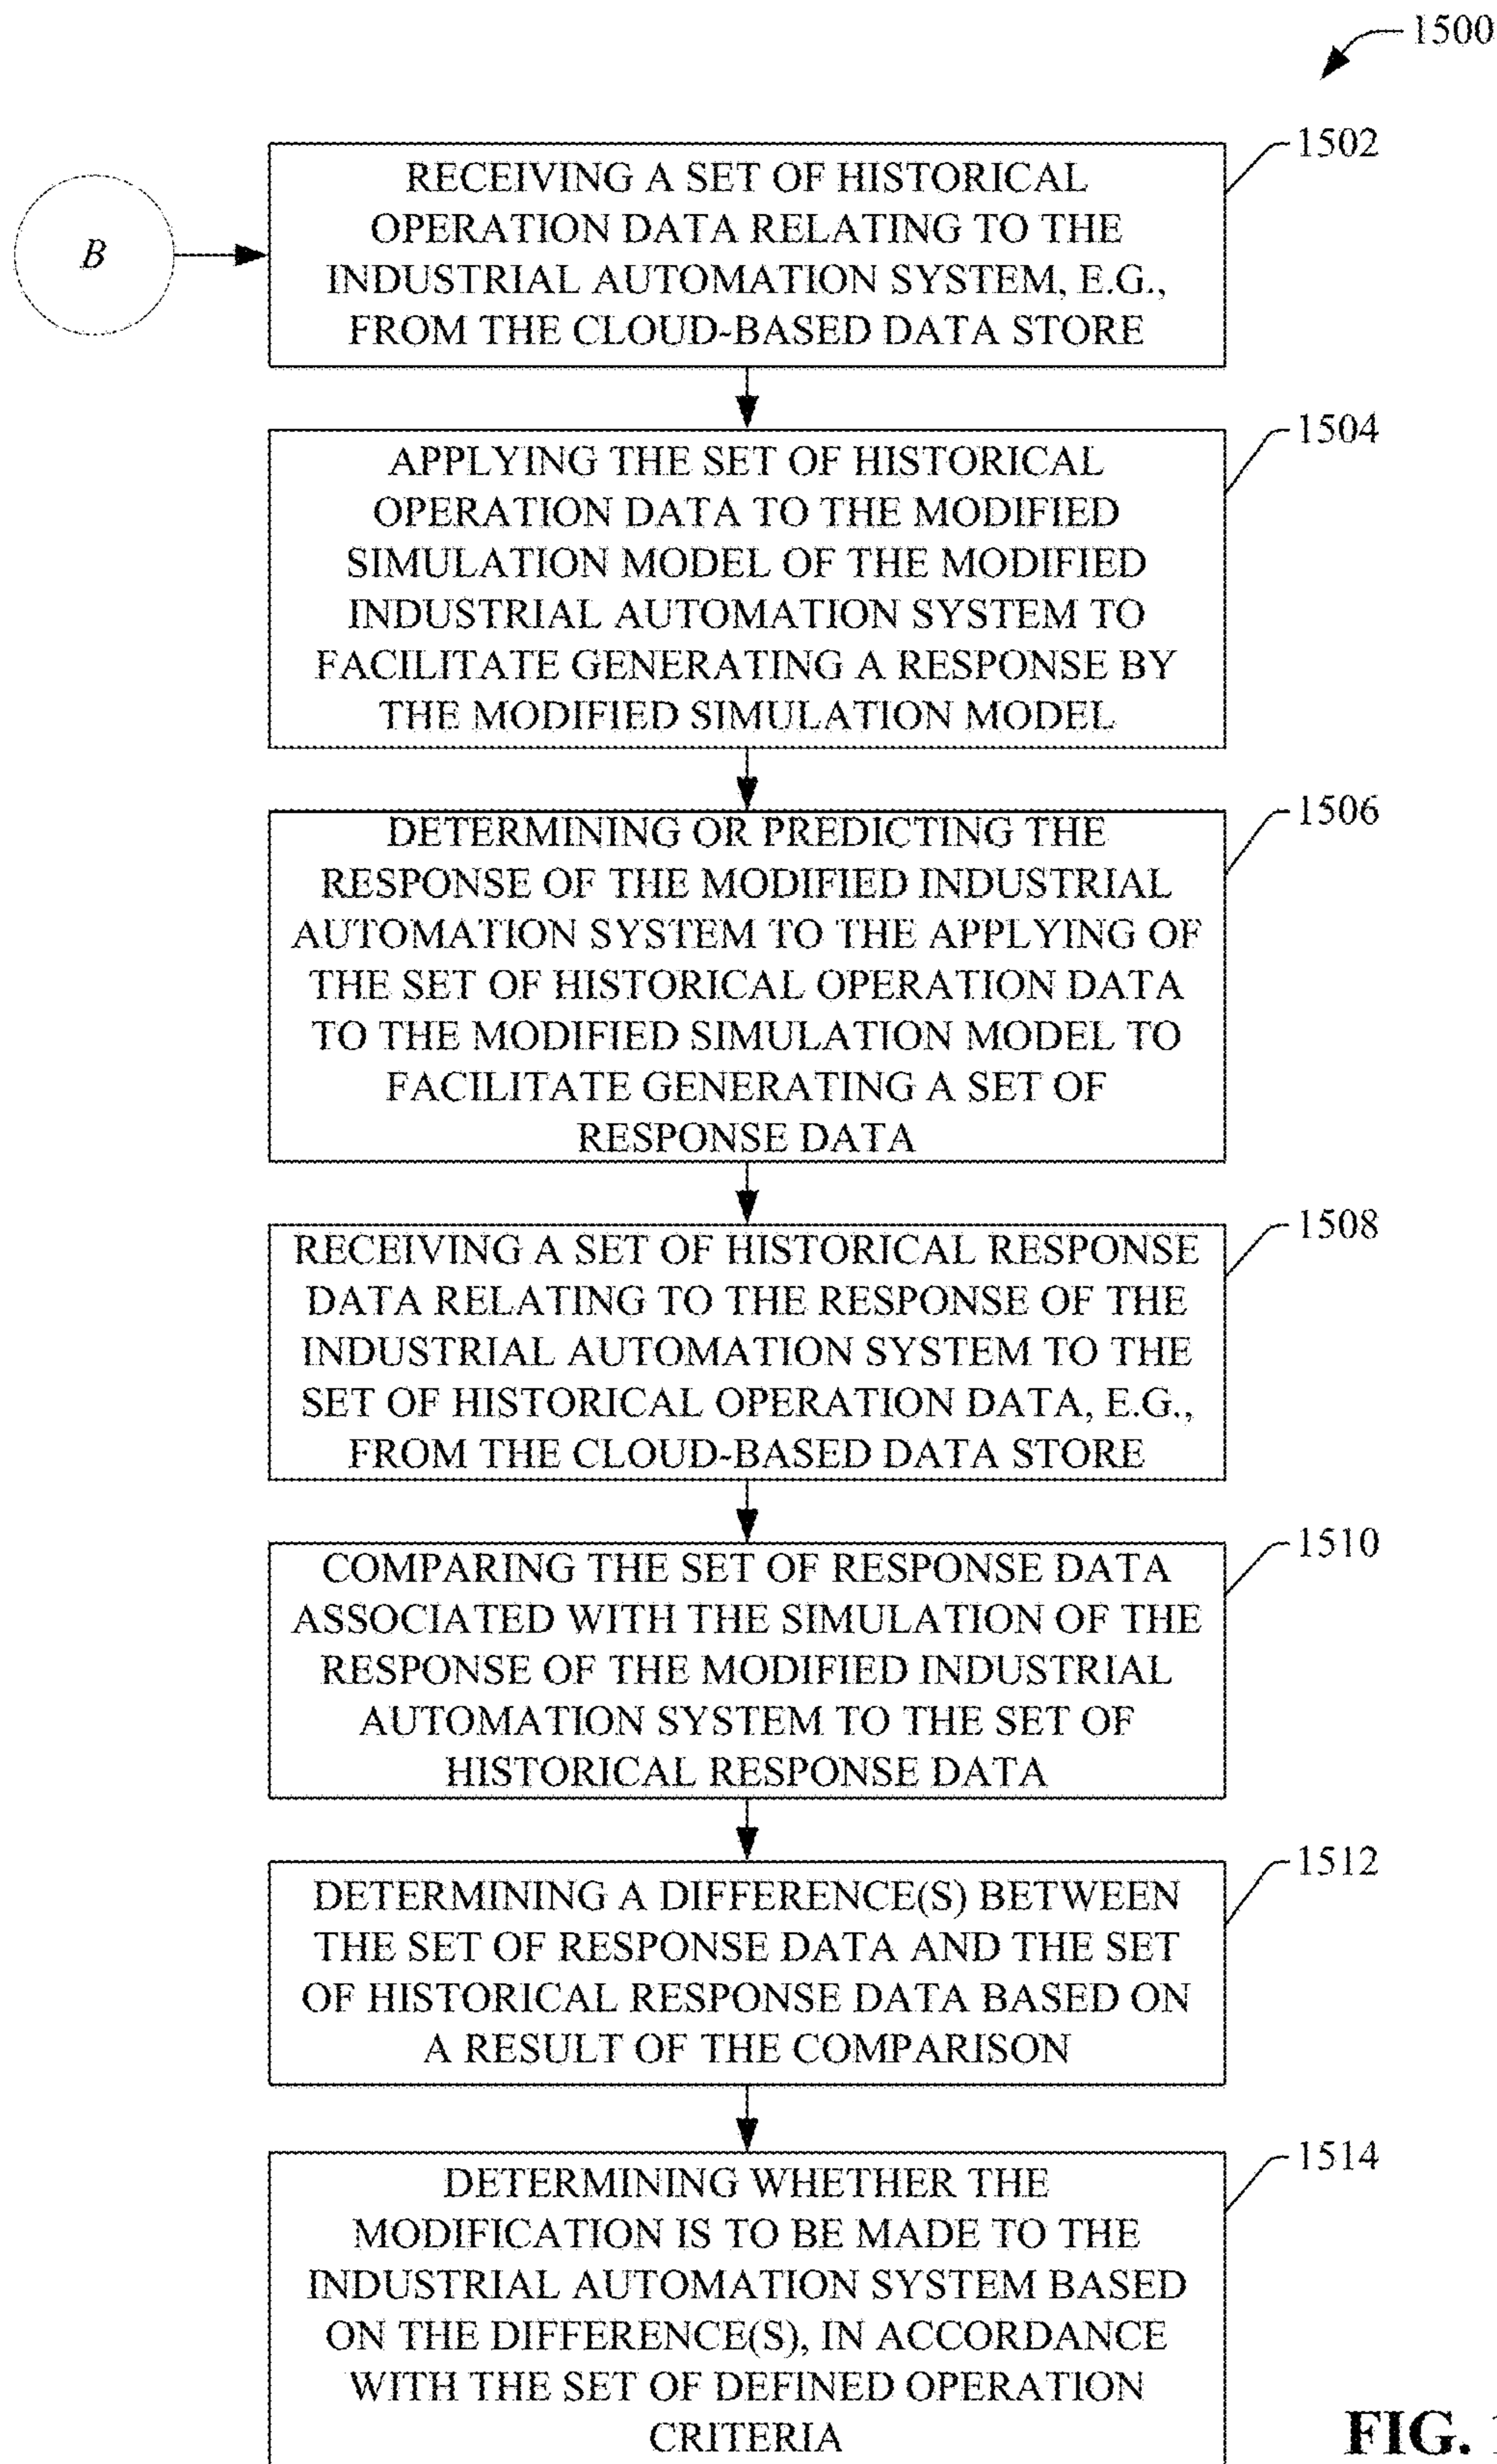 1500
1502
RECEIVING A SET OF HISTORICAL
OPERATION DATA RELATING TO THE
INDUSTRIAL AUTOMATION SYSTEM, E.G.,
FROM THE CLOUD-BASED DATA STORE
B
1504
APPLYING THE SET OF HISTORICAL
OPERATION DATA TO THE MODIFIED
SIMULATION MODEL OF THE MODIFIED
INDUSTRIAL AUTOMATION SYSTEM TO
FACILITATE GENERATING A RESPONSE BY
THE MODIFIED SIMULATION MODEL
1506
DETERMINING OR PREDICTING THE
RESPONSE OF THE MODIFIED INDUSTRIAL
AUTOMATION SYSTEM TO THE APPLYING OF
THE SET OF HISTORICAL OPERATION DATA
TO THE MODIFIED SIMULATION MODEL TO
FACILITATE GENERATING A SET OF
RESPONSE DATA
1508
RECEIVING A SET OF HISTORICAL RESPONSE
DATA RELATING TO THE RESPONSE OF THE
INDUSTRIAL AUTOMATION SYSTEM TO THE
SET OF HISTORICAL OPERATION DATA, E.G.,
FROM THE CLOUD-BASED DATA STORE
1510
COMPARING THE SET OF RESPONSE DATA
ASSOCIATED WITH THE SIMULATION OF THE
RESPONSE OF THE MODIFIED INDUSTRIAL
AUTOMATION SYSTEM TO THE SET OF
HISTORICAL RESPONSE DATA
1512
DETERMINING A DIFFERENCE(S) BETWEEN
THE SET OF RESPONSE DATA AND THE SET
OF HISTORICAL RESPONSE DATA BASED ON
A RESULT OF THE COMPARISON
1514
DETERMINING WHETHER THE
MODIFICATION IS TO BE MADE TO THE
INDUSTRIAL AUTOMATION SYSTEM BASED
ON THE DIFFERENCE(S), IN ACCORDANCE
WITH THE SET OF DEFINED OPERATION
CRITERIA
FIG.